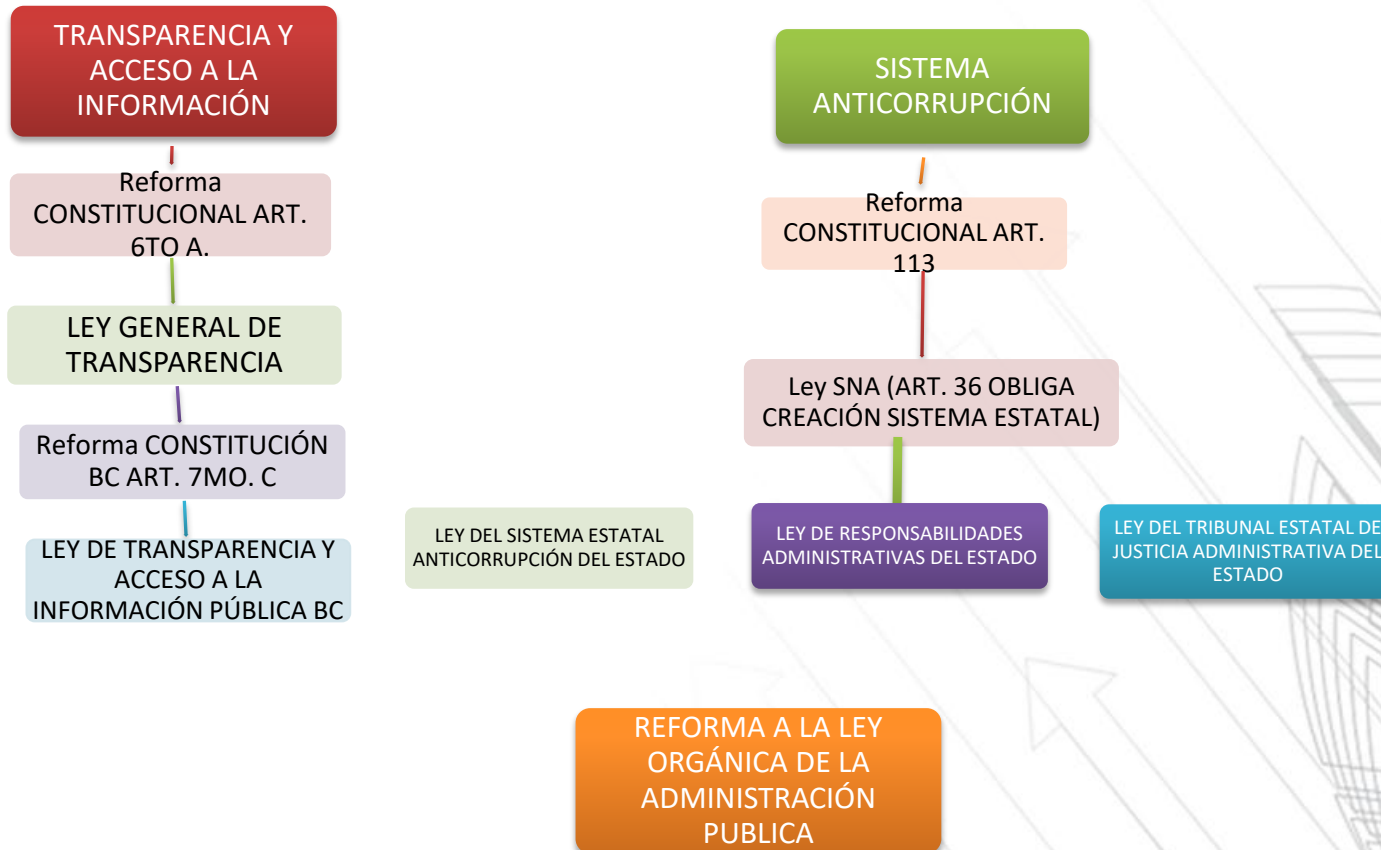 TRANSPARENCIA Y
ACCESO A LA
INFORMACIÓN
Reforma
CONSTITUCIONAL ART.
6TO A.
LEY GENERAL DE
TRANSPARENCIA
Reforma CONSTITUCIÓN
BC ART. 7MO. C
LEY DE TRANSPARENCIA Y
ACCESO A LA
INFORMACIÓN PÚBLICA BC
SISTEMA
ANTICORRUPCIÓN
Reforma
CONSTITUCIONAL ART.
113
Ley SNA (ART. 36 OBLIGA
CREACIÓN SISTEMA ESTATAL)
LEY DEL SISTEMA ESTATAL
ANTICORRUPCIÓN DEL ESTADO
LEY DE RESPONSABILIDADES
ADMINISTRATIVAS DEL ESTADO
LEY DEL TRIBUNAL ESTATAL DE
JUSTICIA ADMINISTRATIVA DEL
ESTADO
REFORMA A LA LEY
ORGÁNICA DE LA
ADMINISTRACIÓN
PUBLICA